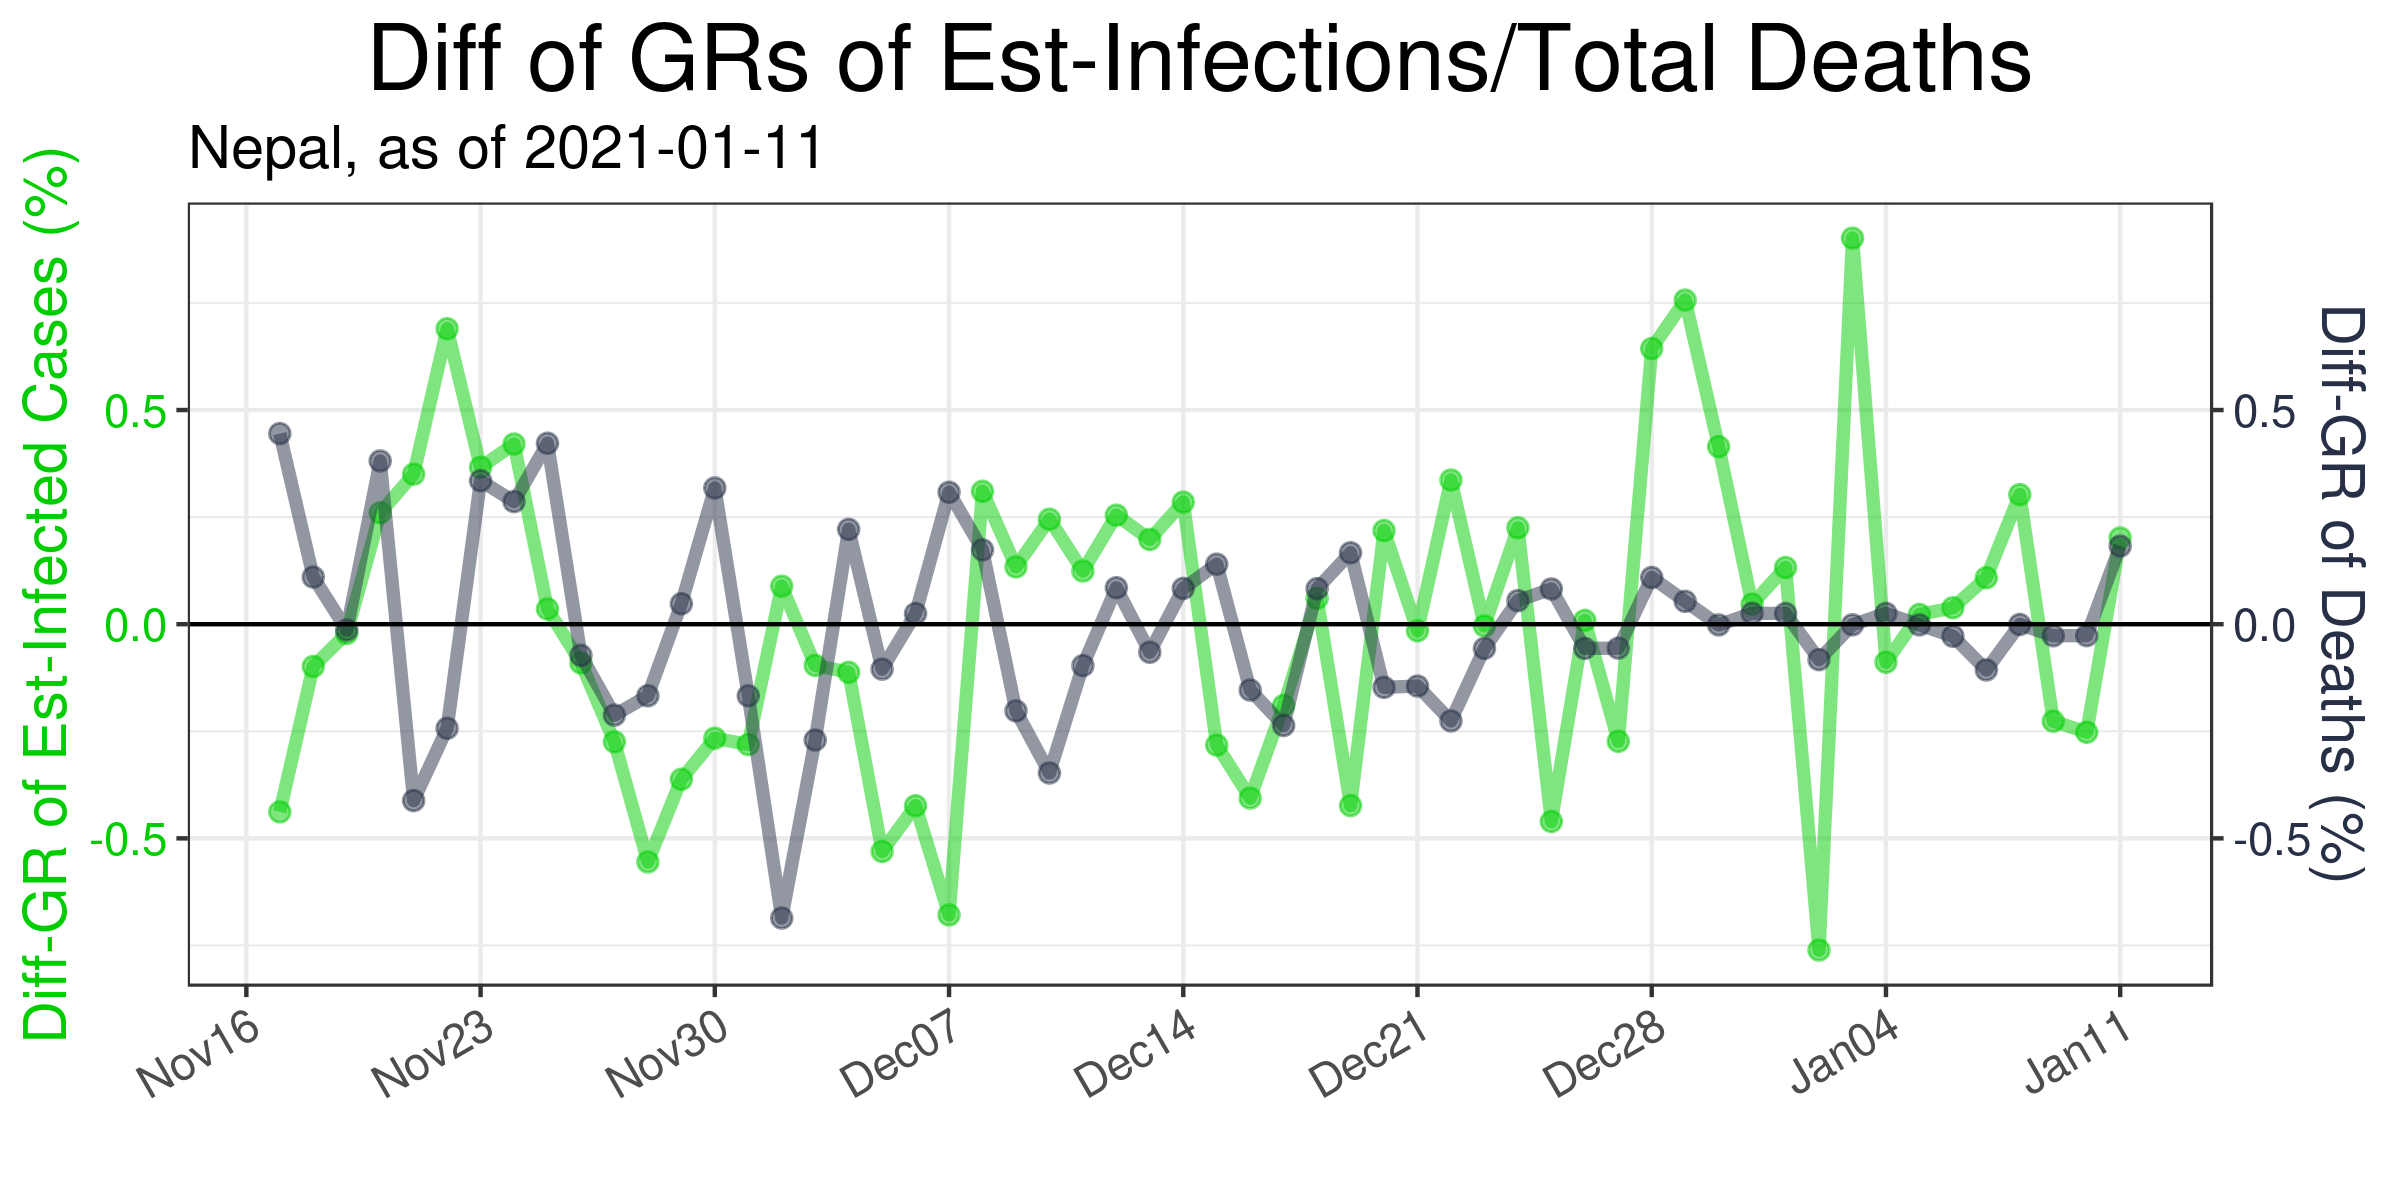 Diff of GRs of Est-Infections/Total Deaths
Nepal, as of 2021-01-11
Diff-GR of Est-Infected Cases (%)
0.5
0.0
-0.5
0.5
0.0
-0.5
Diff-GR of Deaths (%)
Nov16
Nov23
Nov30
Dec07
Dec14
Dec21
Dec28
Jan04
Jan11